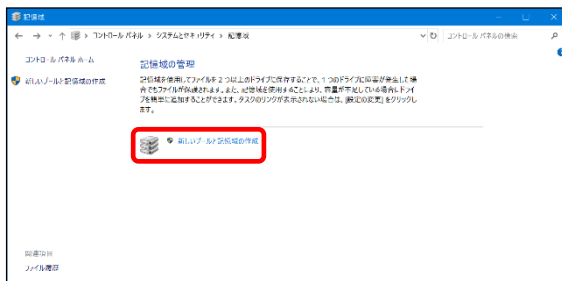 記憶域
コントロール パネル > システムとセキュリティ > 記憶域
コントロール パネルの検索
コントロール パネル ホーム
新しいプールと記憶域の作成
記憶域の管理
記憶域を使用してファイルを 2 つ以上のドライブに保存することで、1 つのドライブに障害が発生した場
合でもファイルが保護されます。また、記憶域を使用することにより、容量が不足している場合にドライ
ブを簡単に追加することができます。タスクのリンクが表示されない場合は、[設定の変更] をクリックし
ます。
新しいプールと記憶域の作成
関連項目
ファイル履歴